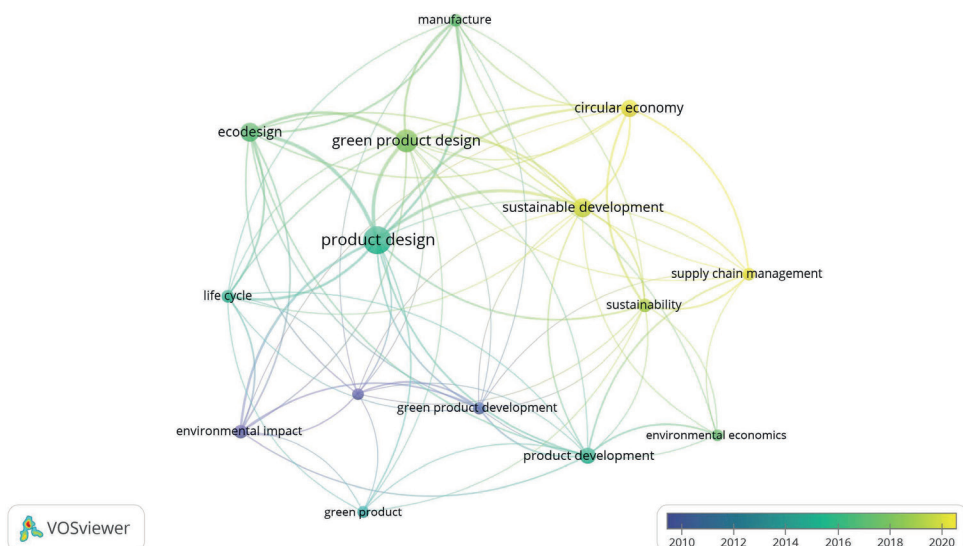 manufacture
circular economy
ecodesign
green product design
sustainable development
product design
supply chain management
life cycle
sustainability
green product development
environmental impact
environmental economics
product development
green product
VOSviewer
2010 2012 2014 2016 2018 2020